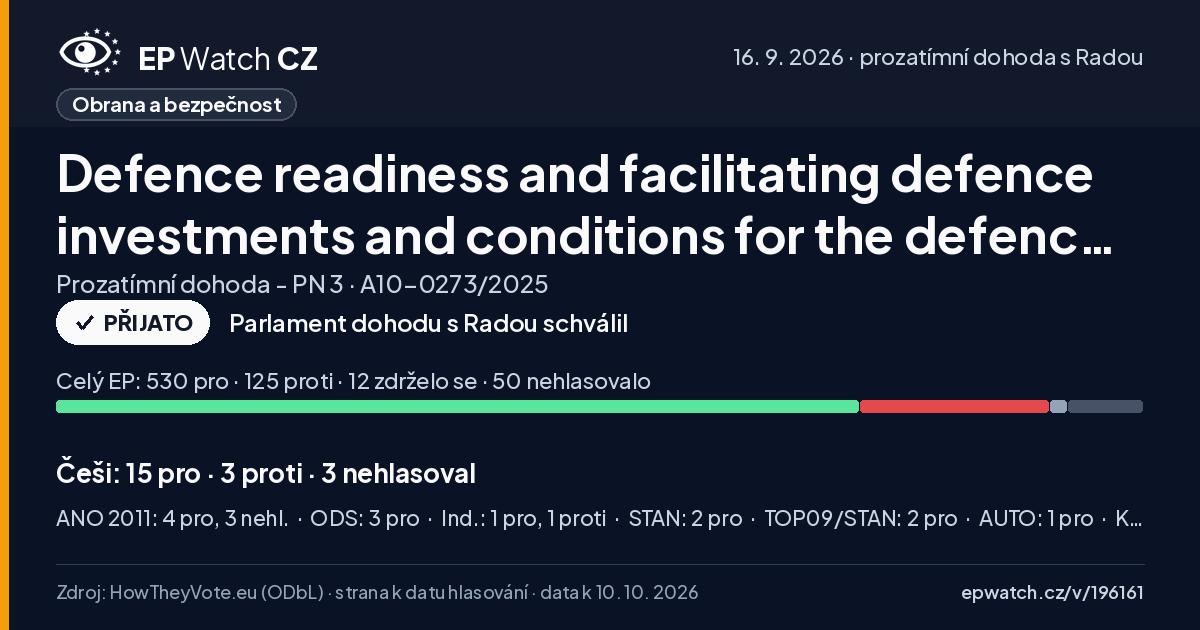 EP Watch CZ
16. 9. 2026 · prozatímní dohoda s Radou
Obrana a bezpečnost
Defence readiness and facilitating defence
investments and conditions for the defenc…
Prozatímní dohoda – PN 3 · A10–0273/2025
✓ PŘIJATO
Parlament dohodu s Radou schválil
Celý EP: 530 pro · 125 proti · 12 zdrželo se · 50 nehlasovalo
Češi: 15 pro · 3 proti · 3 nehlasoval
ANO 2011: 4 pro, 3 nehl. · ODS: 3 pro · Ind.: 1 pro, 1 proti · STAN: 2 pro · TOP09/STAN: 2 pro · AUTO: 1 pro · K…
Zdroj: HowTheyVote.eu (ODbL) · strana k datu hlasování · data k 10. 10. 2026
epwatch.cz/v/196161